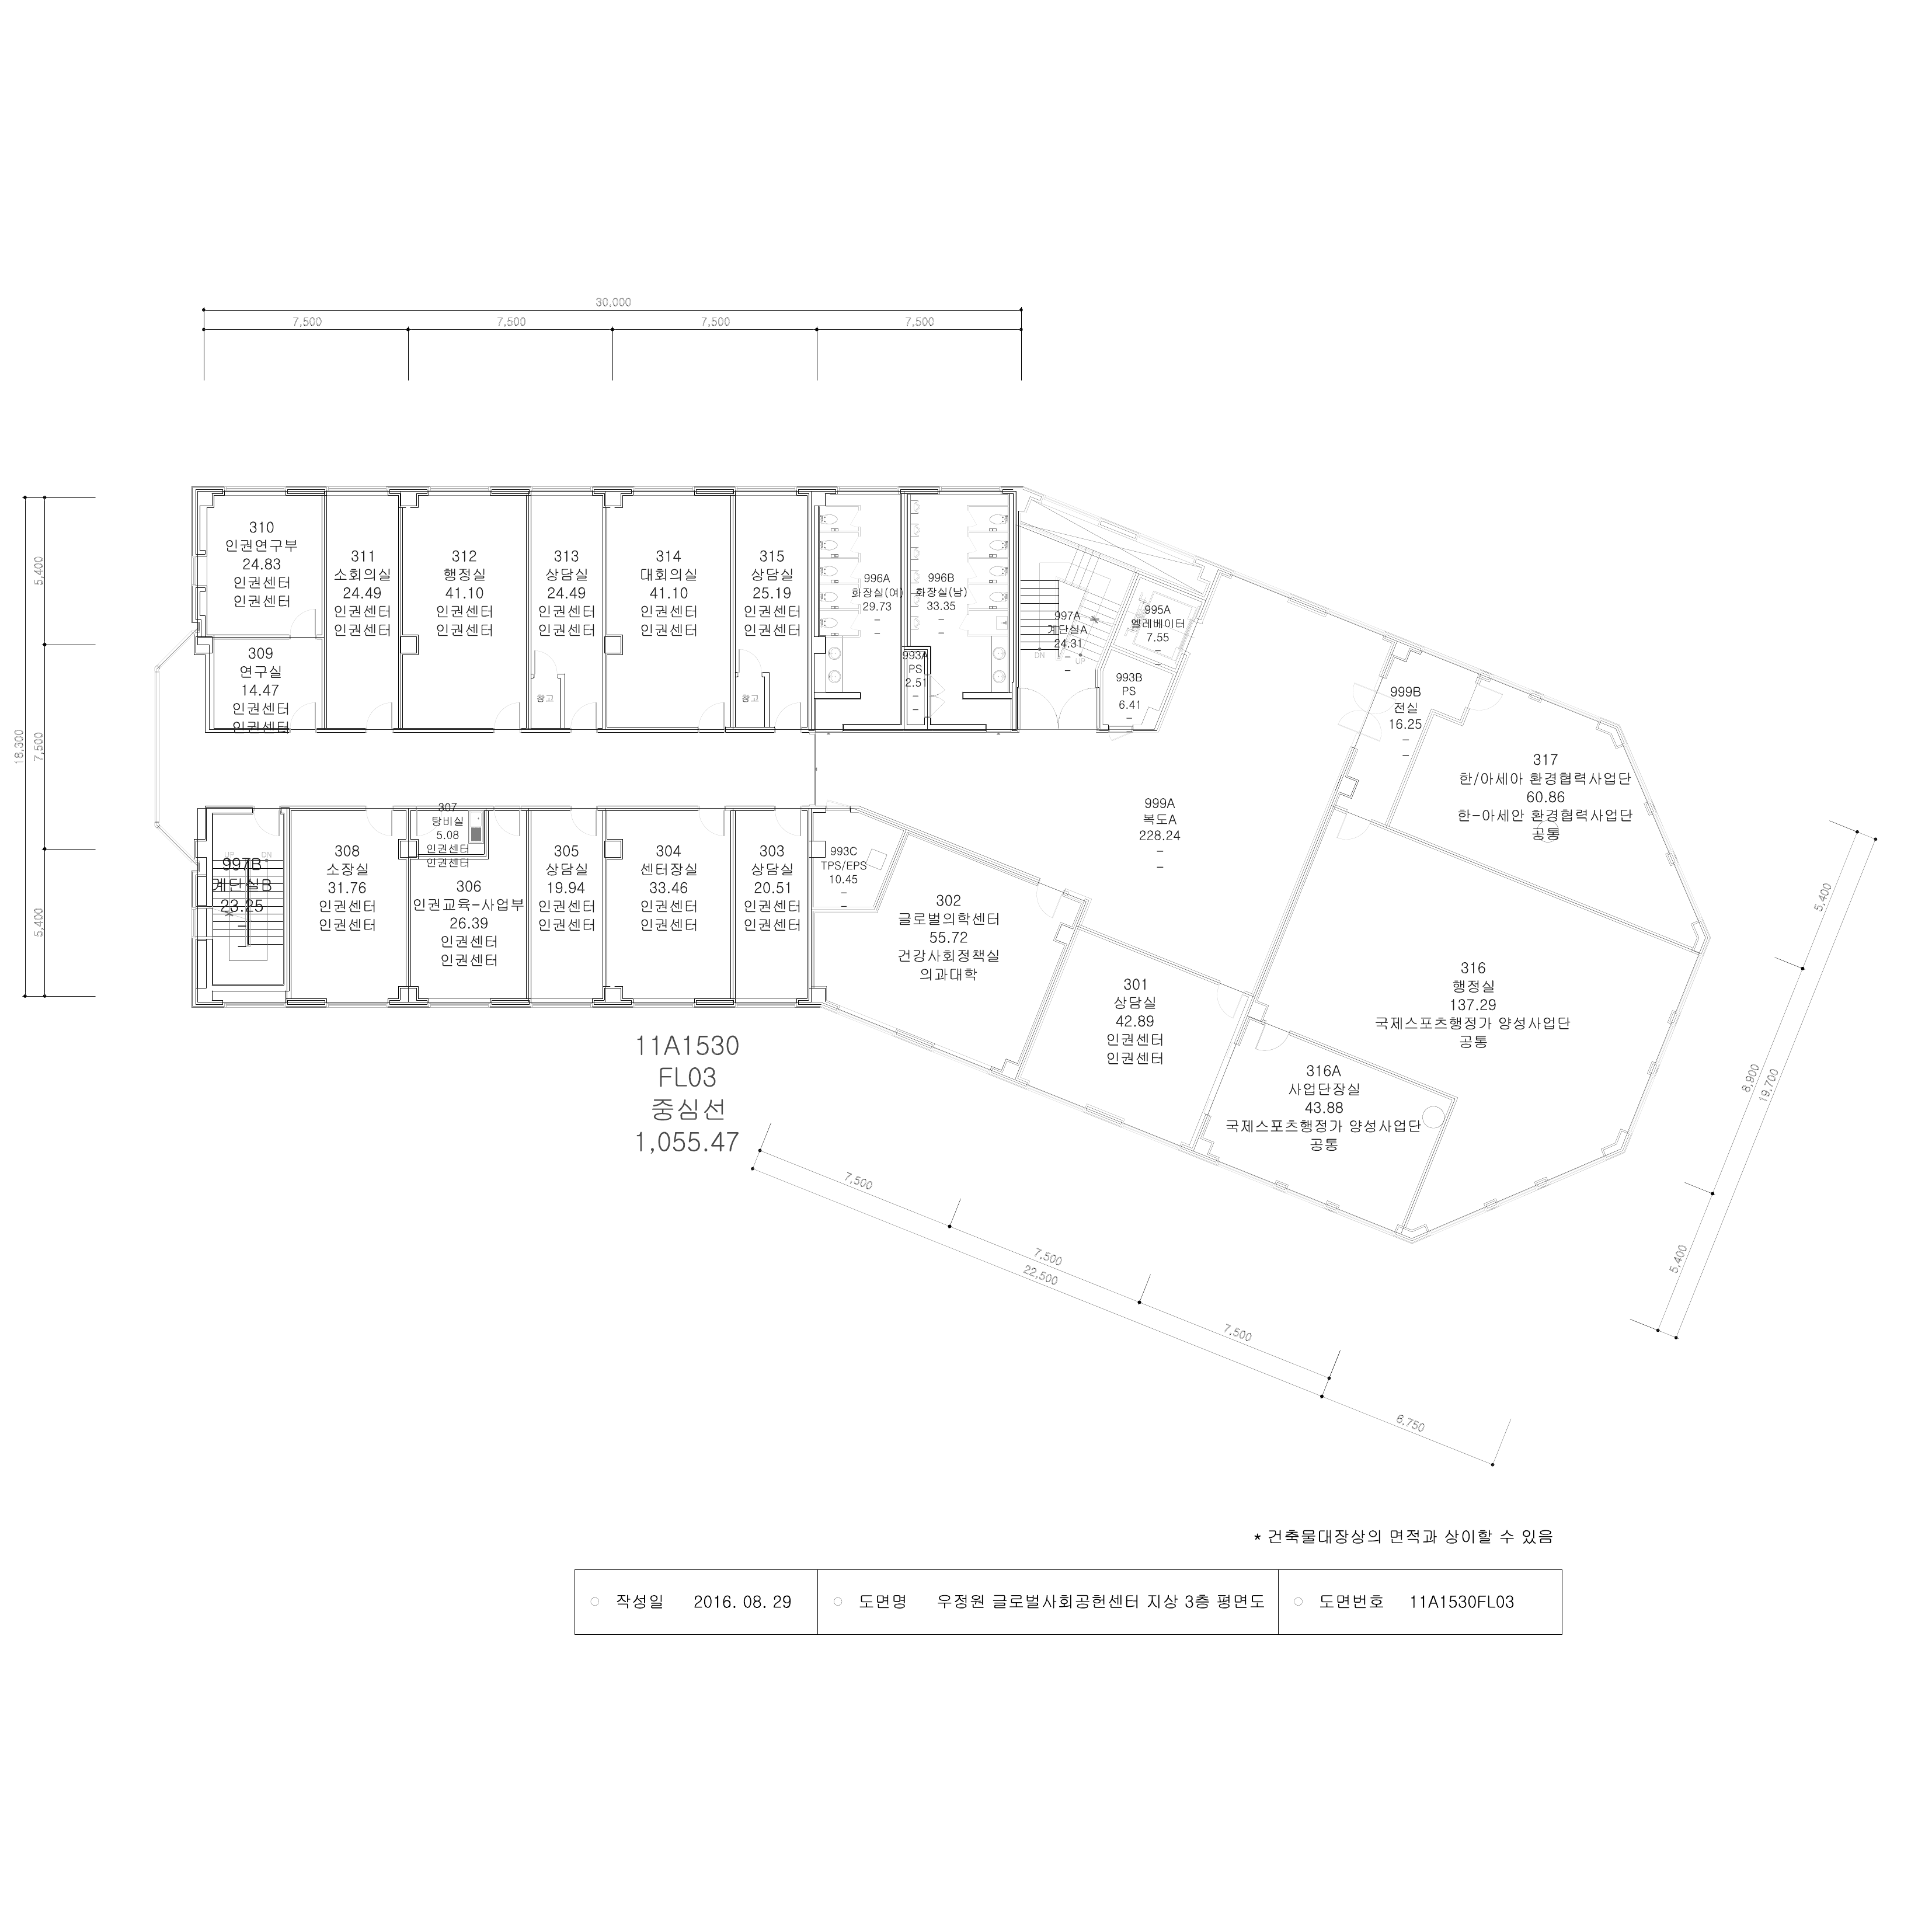 30,000
7,500
7,500
7,500
7,500
18,300
5,400
7,500
5,400
310
인권연구부
24.83
인권센터
인권센터
311
소회의실
24.49
인권센터
인권센터
312
행정실
41.10
인권센터
인권센터
313
상담실
24.49
인권센터
인권센터
창고
314
대회의실
41.10
인권센터
인권센터
315
상담실
25.19
인권센터
인권센터
창고
996A
화장실(여)
29.73
–
–
996B
화장실(남)
33.35
–
–
993A
PS
2.51
–
–
997A
계단실A
24.31
–
–
DN
UP
995A
엘레베이터
7.55
–
–
993B
PS
6.41
–
309
연구실
14.47
인권센터
인권센터
999B
전실
16.25
–
–
317
한/아세아 환경협력사업단
60.86
한-아세안 환경협력사업단
공통
999A
복도A
228.24
–
–
UP
DN
997B
계단실B
23.25
–
–
308
소장실
31.76
인권센터
인권센터
307
탕비실
5.08
인권센터
인권센터
306
인권교육-사업부
26.39
인권센터
인권센터
305
상담실
19.94
인권센터
인권센터
304
센터장실
33.46
인권센터
인권센터
303
상담실
20.51
인권센터
인권센터
993C
TPS/EPS
10.45
–
302
글로벌의학센터
55.72
건강사회정책실
의과대학
301
상담실
42.89
인권센터
인권센터
316
행정실
137.29
국제스포츠행정가 양성사업단
공통
316A
사업단장실
43.88
국제스포츠행정가 양성사업단
공통
11A1530
FL03
중심선
1,055.47
5,400
8,900
19,700
5,400
7,500
7,500
22,500
7,500
6,750
* 건축물대장상의 면적과 상이할 수 있음
○ 작성일 2016. 08. 29 ○ 도면명 우정원 글로벌사회공헌센터 지상 3층 평면도 ○ 도면번호 11A1530FL03